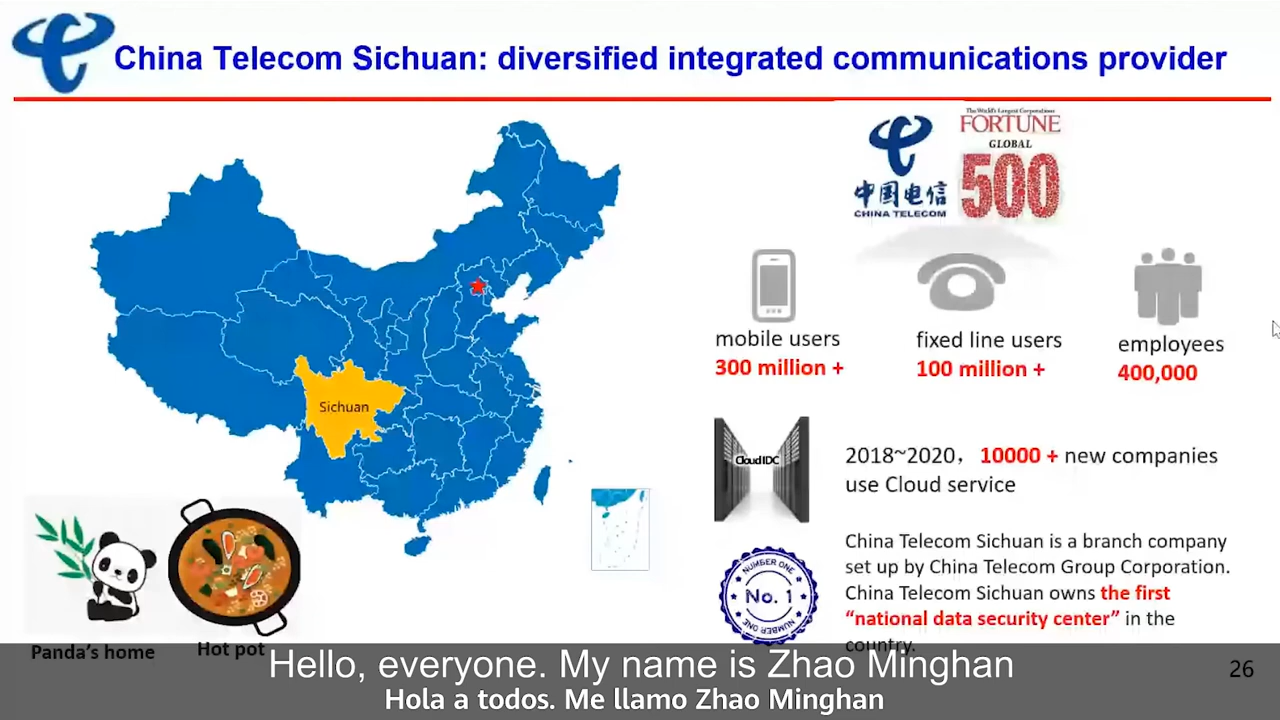 China Telecom Sichuan: diversified integrated communications provider
The World's Largest Corporations
FORTUNE
GLOBAL
500
中国电信
CHINA TELECOM
mobile users
300 million +
fixed line users
100 million +
employees
400,000
Sichuan
Cloud IDC
2018~2020，10000 + new companies
use Cloud service
NUMBER ONE
No. 1
NUMBER ONE
China Telecom Sichuan is a branch company
set up by China Telecom Group Corporation.
China Telecom Sichuan owns the first
“national data security center” in the
country.
Panda’s home
Hot pot
Hello, everyone. My name is Zhao Minghan
Hola a todos. Me llamo Zhao Minghan
26